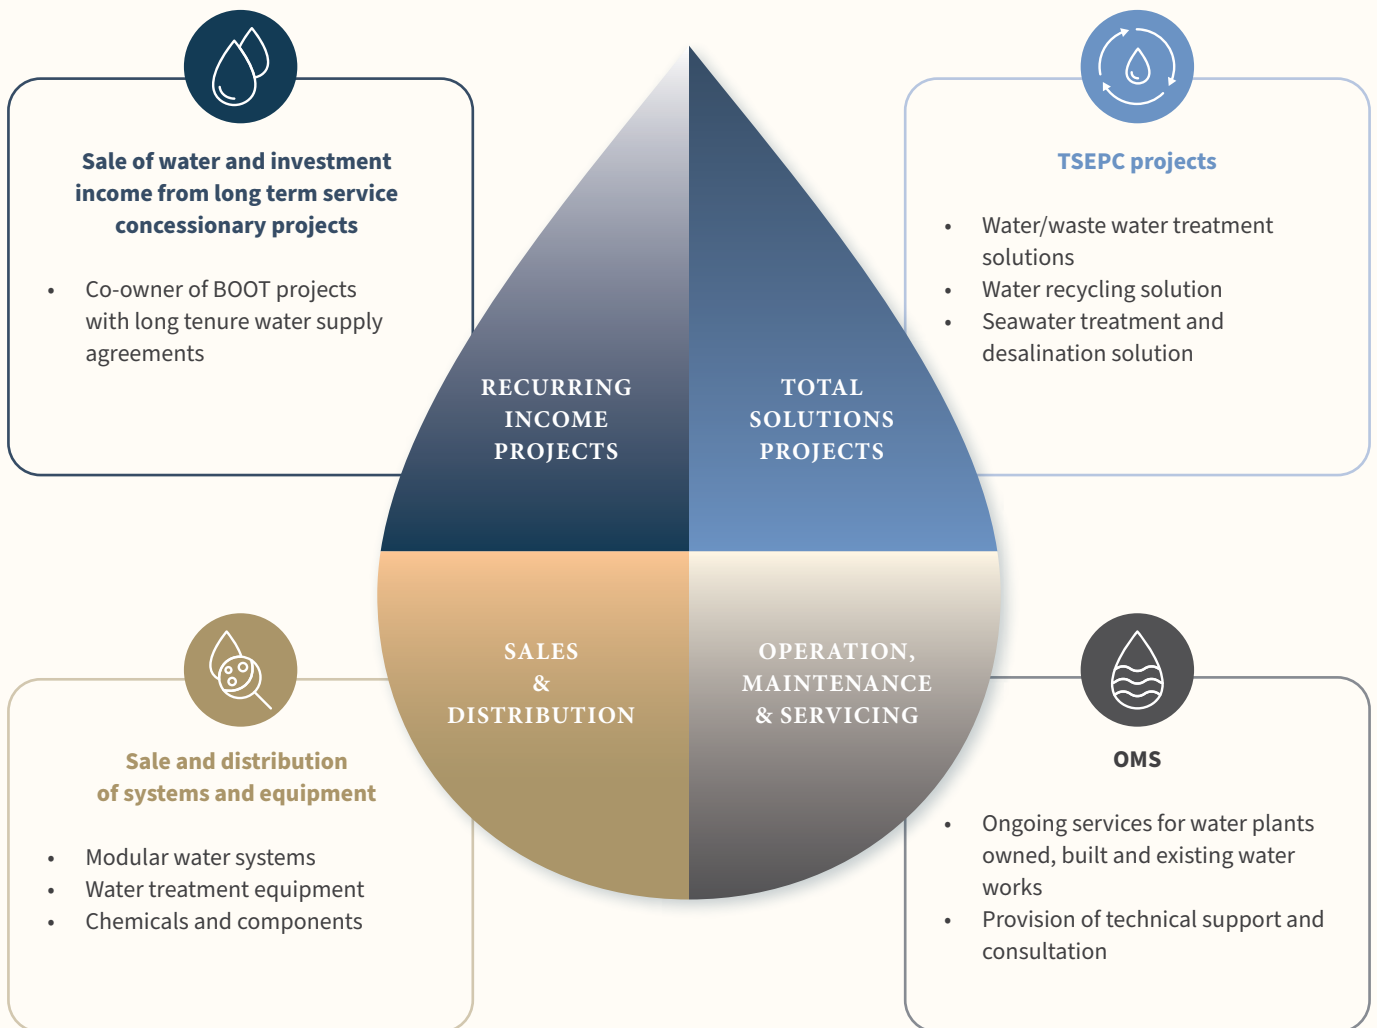 Sale of water and investment
income from long term service
concessionary projects
• Co-owner of BOOT projects
with long tenure water supply
agreements
TSEPC projects
• Water/waste water treatment
solutions
• Water recycling solution
• Seawater treatment and
desalination solution
RECURRING
INCOME
PROJECTS
TOTAL
SOLUTIONS
PROJECTS
SALES
&
DISTRIBUTION
OPERATION,
MAINTENANCE
& SERVICING
Sale and distribution
of systems and equipment
• Modular water systems
• Water treatment equipment
• Chemicals and components
OMS
• Ongoing services for water plants
owned, built and existing water
works
• Provision of technical support and
consultation